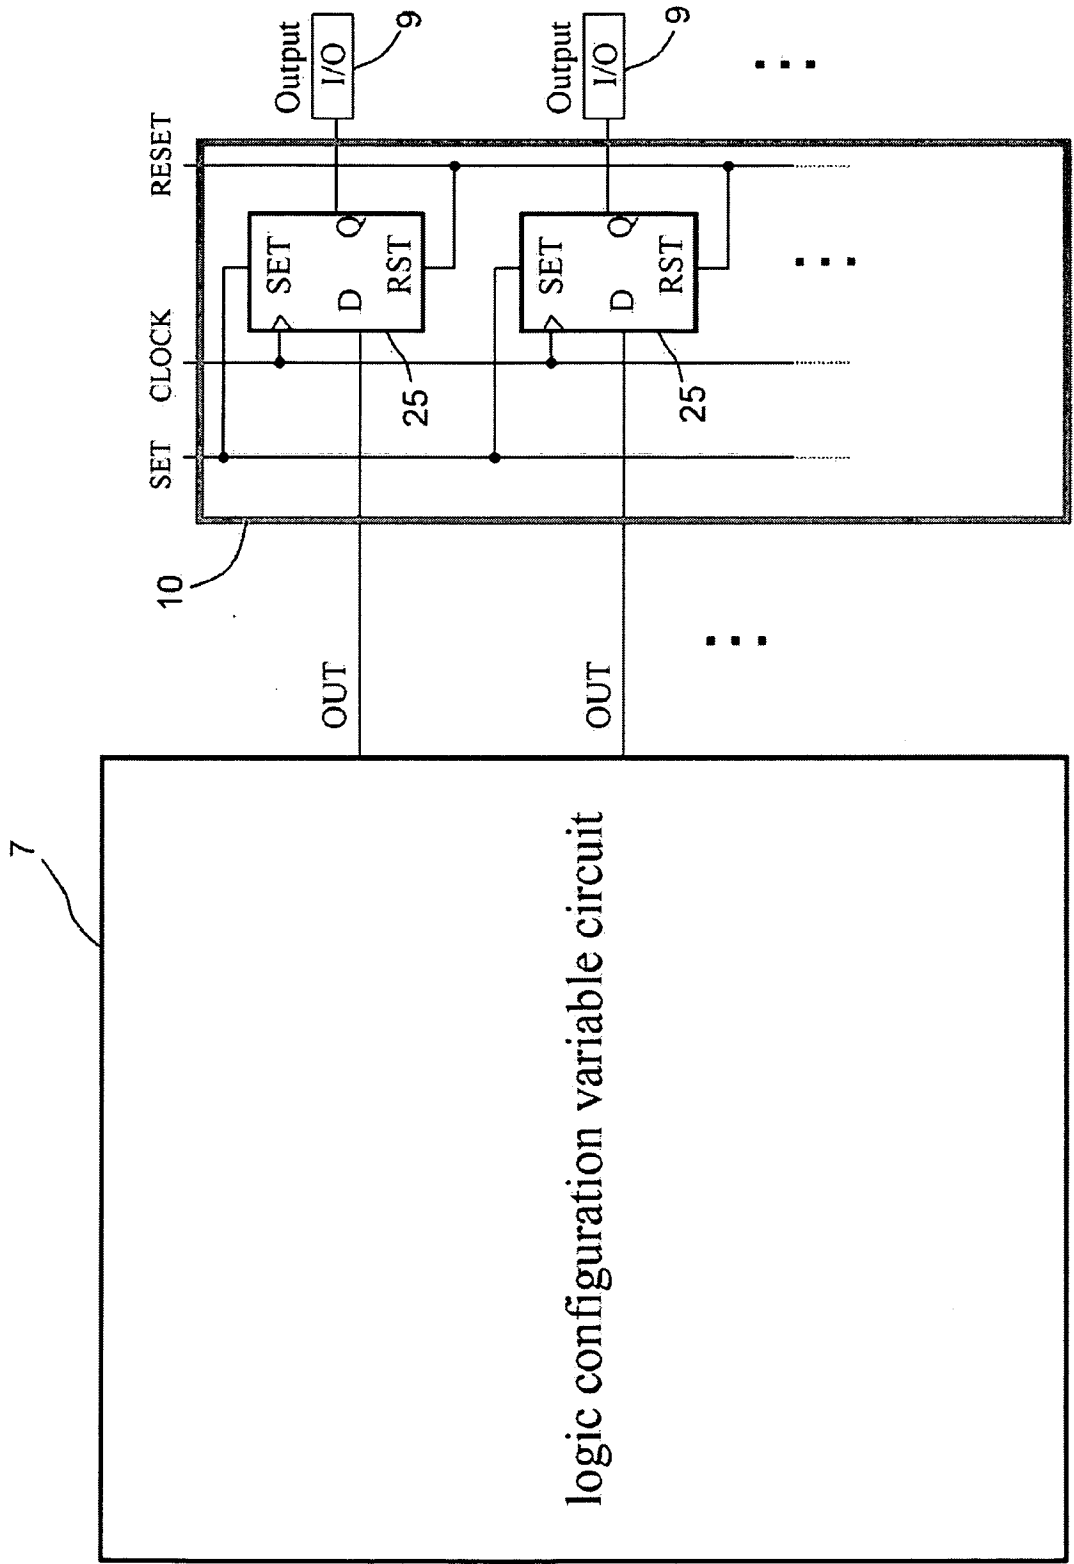 7
logic configuration variable circuit
OUT
OUT
10
SET
CLOCK
RESET
SET
D
Q
RST
25
SET
D
Q
RST
25
Output
I/O
9
Output
I/O
9